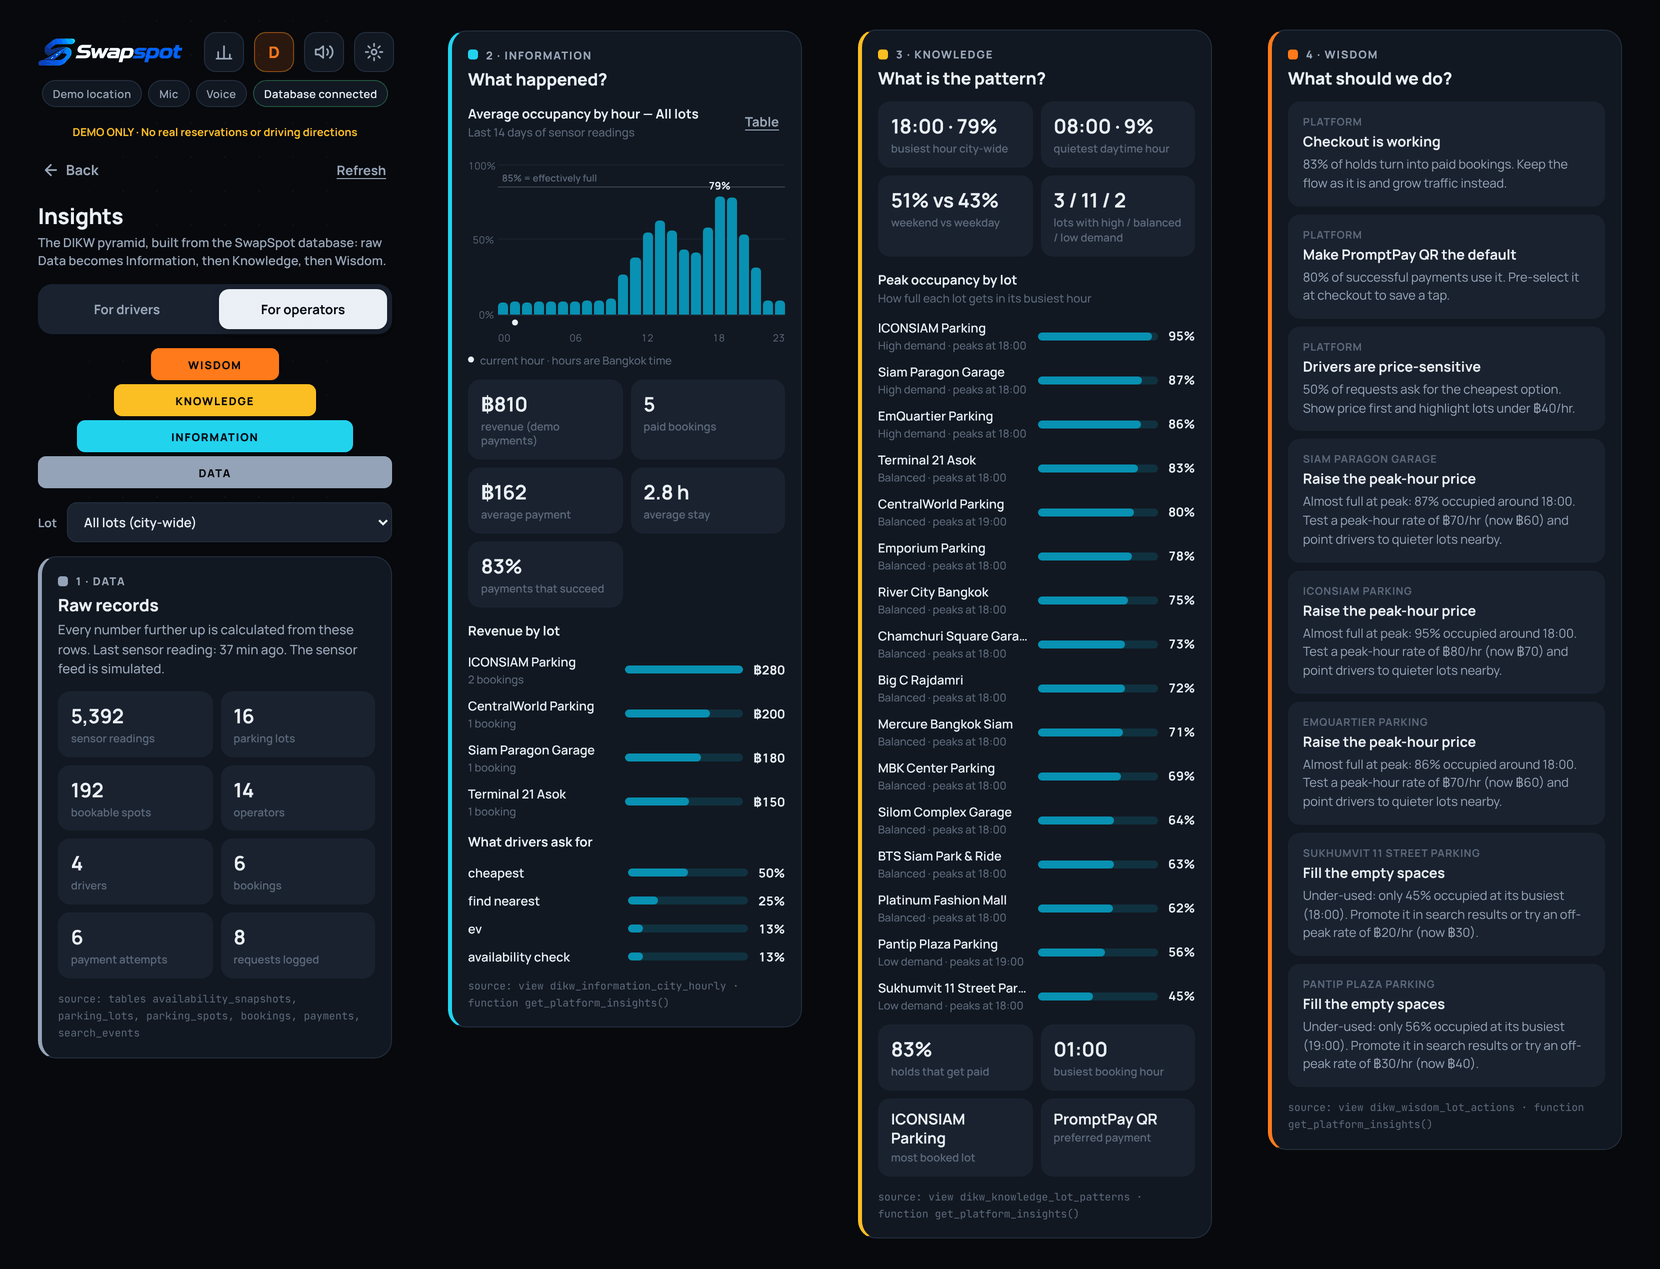 Swapspot
D
Demo location
Mic
Voice
Database connected
DEMO ONLY · No real reservations or driving directions
Back
Refresh
Insights
The DIKW pyramid, built from the SwapSpot database: raw
Data becomes Information, then Knowledge, then Wisdom.
For drivers
For operators
WISDOM
KNOWLEDGE
INFORMATION
DATA
Lot
All lots (city-wide)
1 · DATA
Raw records
Every number further up is calculated from these
rows. Last sensor reading: 37 min ago. The sensor
feed is simulated.
5,392
sensor readings
16
parking lots
192
bookable spots
14
operators
4
drivers
6
bookings
6
payment attempts
8
requests logged
source: tables availability_snapshots,
parking_lots, parking_spots, bookings, payments,
search_events
2 · INFORMATION
What happened?
Average occupancy by hour — All lots
Last 14 days of sensor readings
Table
100%
85% = effectively full
79%
50%
0%
00
06
12
18
23
current hour · hours are Bangkok time
฿810
revenue (demo
payments)
5
paid bookings
฿162
average payment
2.8 h
average stay
83%
payments that succeed
Revenue by lot
ICONSIAM Parking
2 bookings
฿280
CentralWorld Parking
1 booking
฿200
Siam Paragon Garage
1 booking
฿180
Terminal 21 Asok
1 booking
฿150
What drivers ask for
cheapest
50%
find nearest
25%
ev
13%
availability check
13%
source: view dikw_information_city_hourly ·
function get_platform_insights()
3 · KNOWLEDGE
What is the pattern?
18:00 · 79%
busiest hour city-wide
08:00 · 9%
quietest daytime hour
51% vs 43%
weekend vs weekday
3 / 11 / 2
lots with high / balanced
/ low demand
Peak occupancy by lot
How full each lot gets in its busiest hour
ICONSIAM Parking
High demand · peaks at 18:00
95%
Siam Paragon Garage
High demand · peaks at 18:00
87%
EmQuartier Parking
High demand · peaks at 18:00
86%
Terminal 21 Asok
Balanced · peaks at 18:00
83%
CentralWorld Parking
Balanced · peaks at 19:00
80%
Emporium Parking
Balanced · peaks at 18:00
78%
River City Bangkok
Balanced · peaks at 18:00
75%
Chamchuri Square Gara...
Balanced · peaks at 18:00
73%
Big C Rajdamri
Balanced · peaks at 18:00
72%
Mercure Bangkok Siam
Balanced · peaks at 18:00
71%
MBK Center Parking
Balanced · peaks at 18:00
69%
Silom Complex Garage
Balanced · peaks at 18:00
64%
BTS Siam Park & Ride
Balanced · peaks at 18:00
63%
Platinum Fashion Mall
Balanced · peaks at 18:00
62%
Pantip Plaza Parking
Low demand · peaks at 19:00
56%
Sukhumvit 11 Street Par...
Low demand · peaks at 18:00
45%
83%
holds that get paid
01:00
busiest booking hour
ICONSIAM
Parking
most booked lot
PromptPay QR
preferred payment
source: view dikw_knowledge_lot_patterns ·
function get_platform_insights()
4 · WISDOM
What should we do?
PLATFORM
Checkout is working
83% of holds turn into paid bookings. Keep the
flow as it is and grow traffic instead.
PLATFORM
Make PromptPay QR the default
80% of successful payments use it. Pre-select it
at checkout to save a tap.
PLATFORM
Drivers are price-sensitive
50% of requests ask for the cheapest option.
Show price first and highlight lots under ฿40/hr.
SIAM PARAGON GARAGE
Raise the peak-hour price
Almost full at peak: 87% occupied around 18:00.
Test a peak-hour rate of ฿70/hr (now ฿60) and
point drivers to quieter lots nearby.
ICONSIAM PARKING
Raise the peak-hour price
Almost full at peak: 95% occupied around 18:00.
Test a peak-hour rate of ฿80/hr (now ฿70) and
point drivers to quieter lots nearby.
EMQUARTIER PARKING
Raise the peak-hour price
Almost full at peak: 86% occupied around 18:00.
Test a peak-hour rate of ฿70/hr (now ฿60) and
point drivers to quieter lots nearby.
SUKHUMVIT 11 STREET PARKING
Fill the empty spaces
Under-used: only 45% occupied at its busiest
(18:00). Promote it in search results or try an off-
peak rate of ฿20/hr (now ฿30).
PANTIP PLAZA PARKING
Fill the empty spaces
Under-used: only 56% occupied at its busiest
(19:00). Promote it in search results or try an off-
peak rate of ฿30/hr (now ฿40).
source: view dikw_wisdom_lot_actions · function
get_platform_insights()